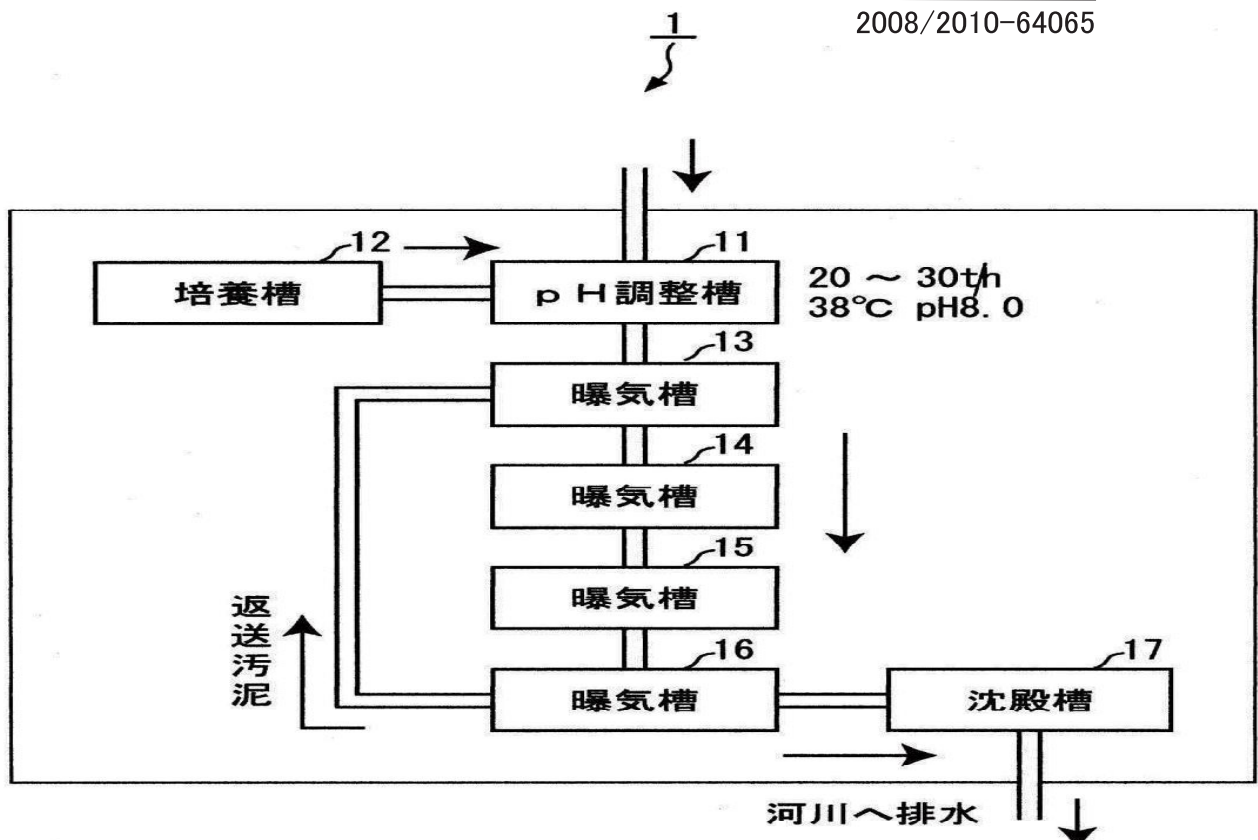 2008/2010-64065
1
12
11
培養槽
pH調整槽
20 ～ 30t/h
38℃ pH8.0
13
曝気槽
14
曝気槽
15
曝気槽
返送汚泥
16
曝気槽
17
沈殿槽
河川へ排水